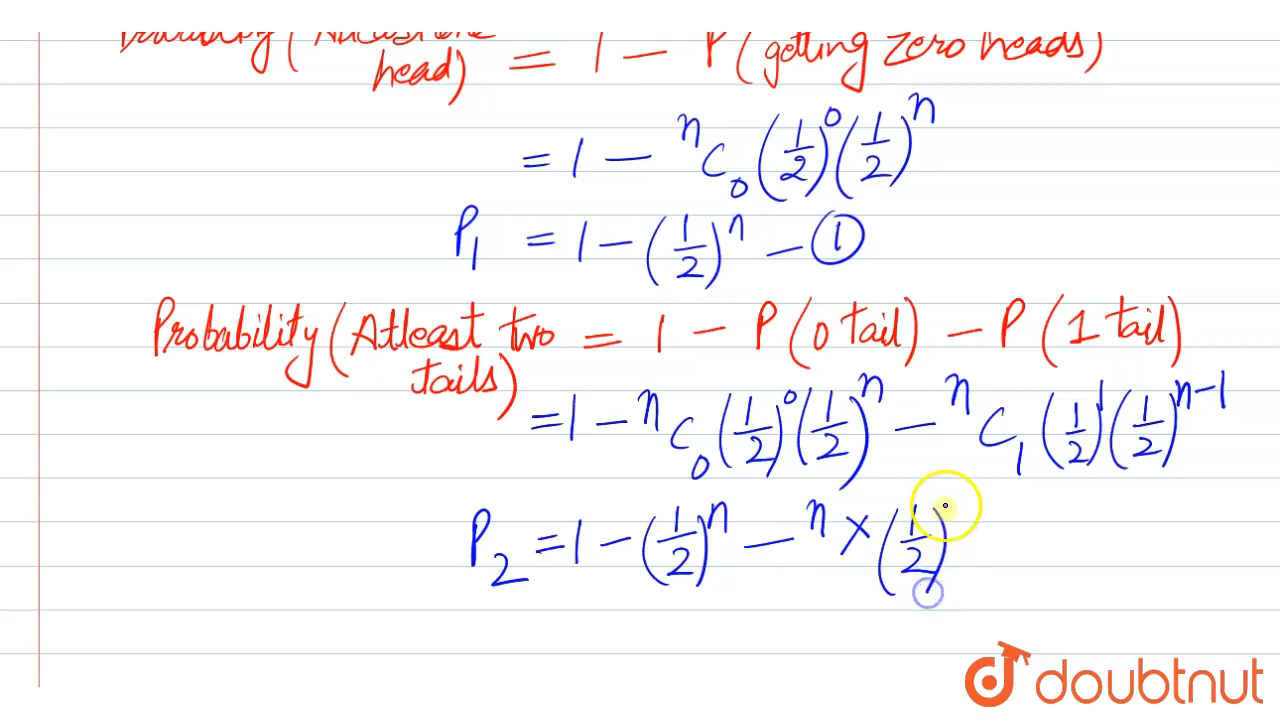 head) = 1 - P(getting zero heads)
= 1 - ⁿC₀ (1/2)⁰ (1/2)ⁿ
P₁ = 1 - (1/2)ⁿ - ①
Probability (Atleast two tails) = 1 - P(0 tail) - P(1 tail)
= 1 - ⁿC₀ (1/2)⁰ (1/2)ⁿ - ⁿC₁ (1/2)¹ (1/2)ⁿ⁻¹
P₂ = 1 - (1/2)ⁿ - n × (1/2)
doubtnut